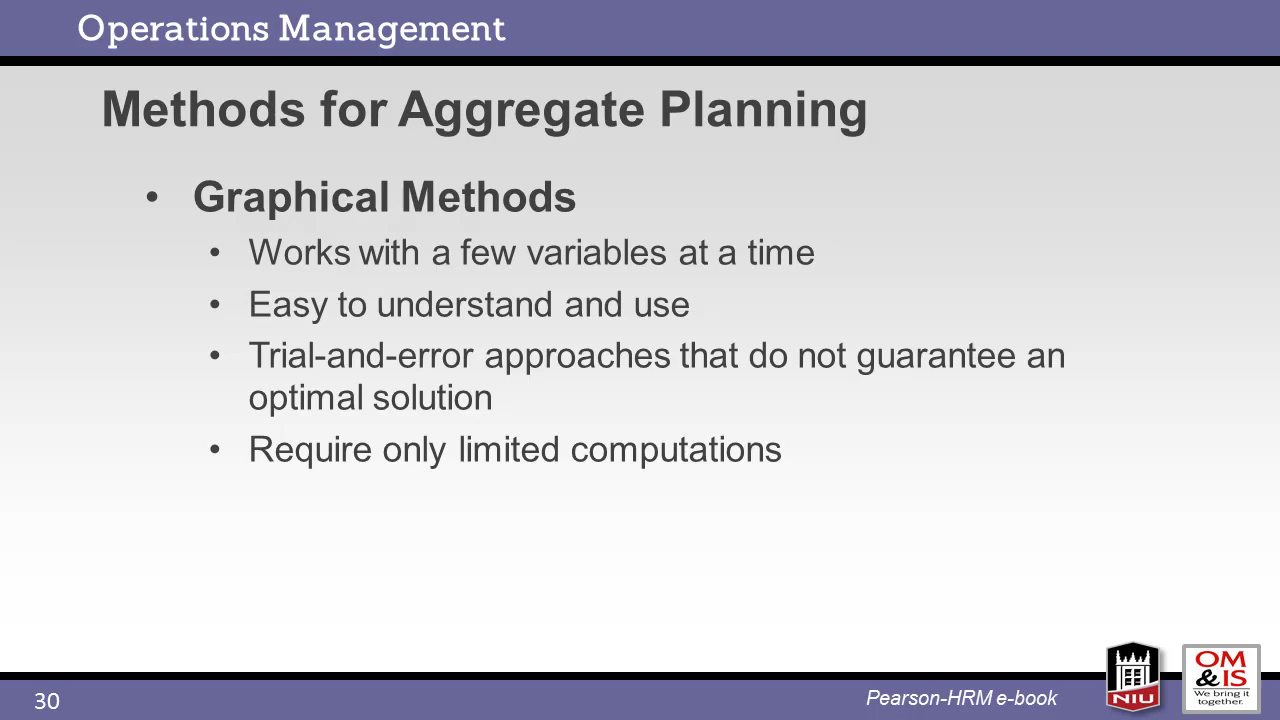 Operations Management
Methods for Aggregate Planning
• Graphical Methods
• Works with a few variables at a time
• Easy to understand and use
• Trial-and-error approaches that do not guarantee an
optimal solution
• Require only limited computations
30
Pearson-HRM e-book
NIU
OM
&IS
We bring it
together.